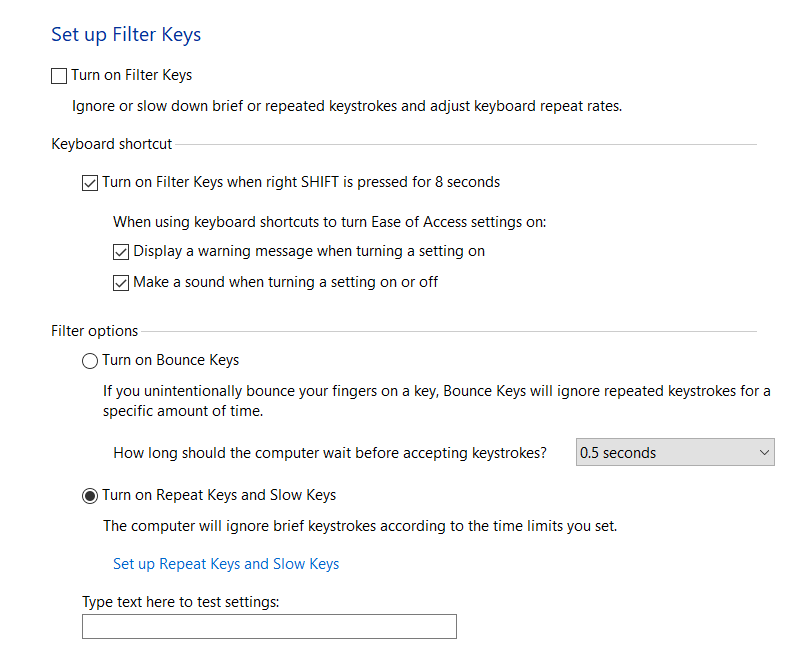 Set up Filter Keys
Turn on Filter Keys
Ignore or slow down brief or repeated keystrokes and adjust keyboard repeat rates.
Keyboard shortcut
Turn on Filter Keys when right SHIFT is pressed for 8 seconds
When using keyboard shortcuts to turn Ease of Access settings on:
Display a warning message when turning a setting on
Make a sound when turning a setting on or off
Filter options
Turn on Bounce Keys
If you unintentionally bounce your fingers on a key, Bounce Keys will ignore repeated keystrokes for a
specific amount of time.
How long should the computer wait before accepting keystrokes? 0.5 seconds
Turn on Repeat Keys and Slow Keys
The computer will ignore brief keystrokes according to the time limits you set.
Set up Repeat Keys and Slow Keys
Type text here to test settings: